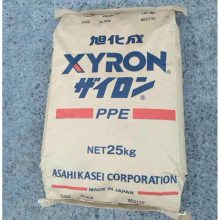 旭化成
XYRON®
ザイロン®
PPE
NET25kg
ASAHI KASEI CORPORATION
MADE IN JAPAN